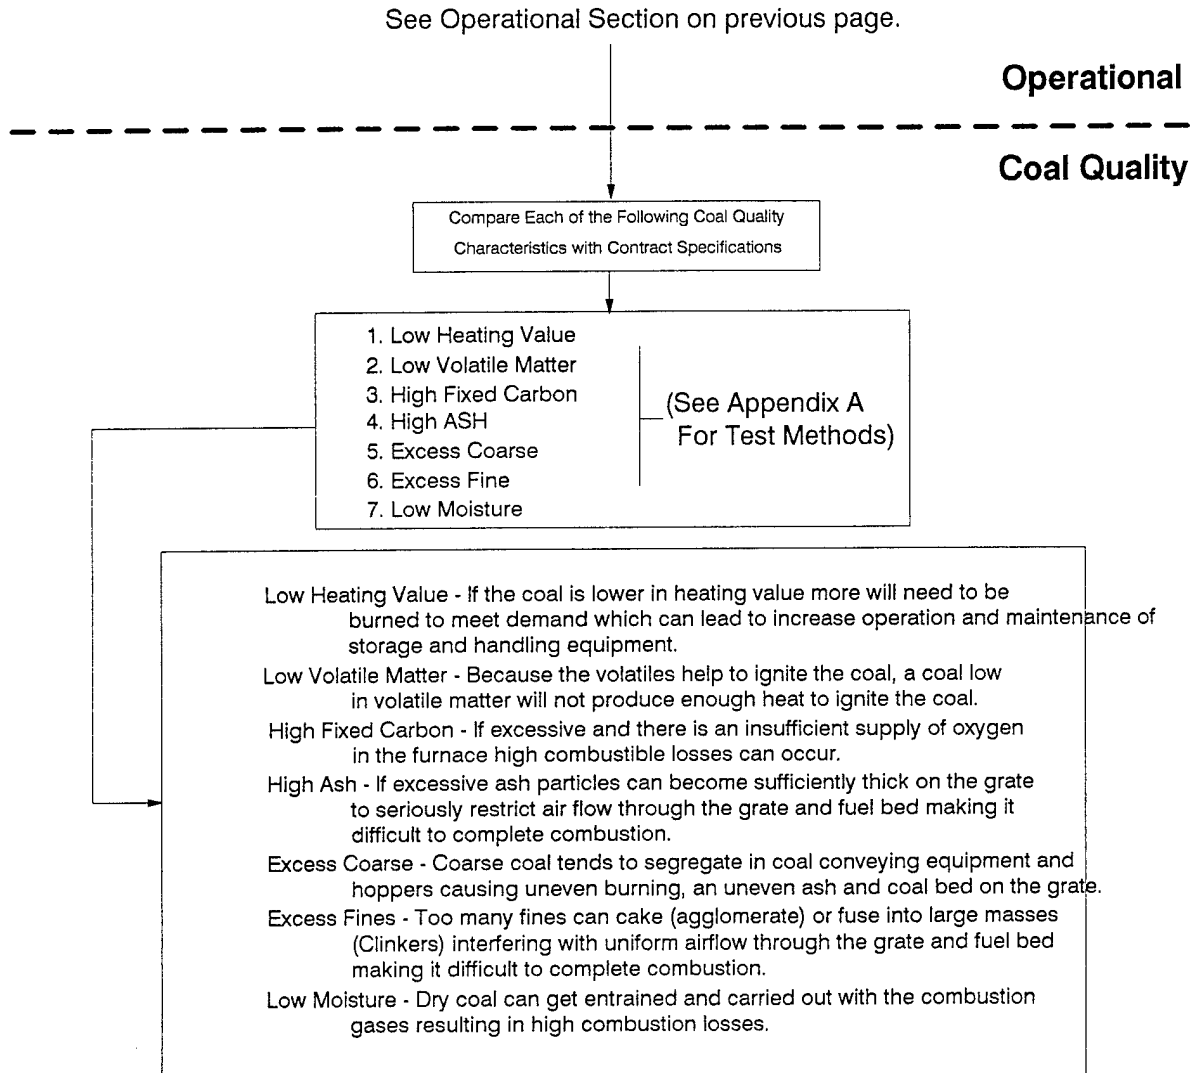 See Operational Section on previous page.
Operational
Coal Quality
Compare Each of the Following Coal Quality
Characteristics with Contract Specifications
1. Low Heating Value
2. Low Volatile Matter
3. High Fixed Carbon
4. High ASH
5. Excess Coarse
6. Excess Fine
7. Low Moisture
(See Appendix A
For Test Methods)
Low Heating Value - If the coal is lower in heating value more will need to be
burned to meet demand which can lead to increase operation and maintenance of
storage and handling equipment.
Low Volatile Matter - Because the volatiles help to ignite the coal, a coal low
in volatile matter will not produce enough heat to ignite the coal.
High Fixed Carbon - If excessive and there is an insufficient supply of oxygen
in the furnace high combustible losses can occur.
High Ash - If excessive ash particles can become sufficiently thick on the grate
to seriously restrict air flow through the grate and fuel bed making it
difficult to complete combustion.
Excess Coarse - Coarse coal tends to segregate in coal conveying equipment and
hoppers causing uneven burning, an uneven ash and coal bed on the grate.
Excess Fines - Too many fines can cake (agglomerate) or fuse into large masses
(Clinkers) interfering with uniform airflow through the grate and fuel bed
making it difficult to complete combustion.
Low Moisture - Dry coal can get entrained and carried out with the combustion
gases resulting in high combustion losses.